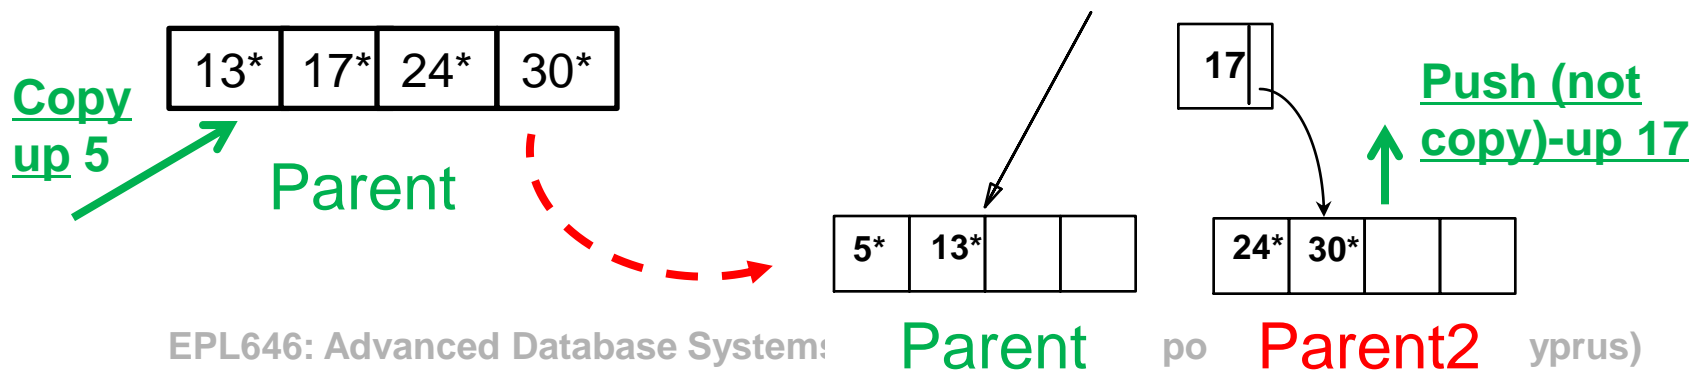 13* 17* 24* 30*
Copy
up 5
Parent
17
Push (not
copy)-up 17
5* 13*
24* 30*
EPL646: Advanced Database Systems
Parent
po
Parent2
yprus)